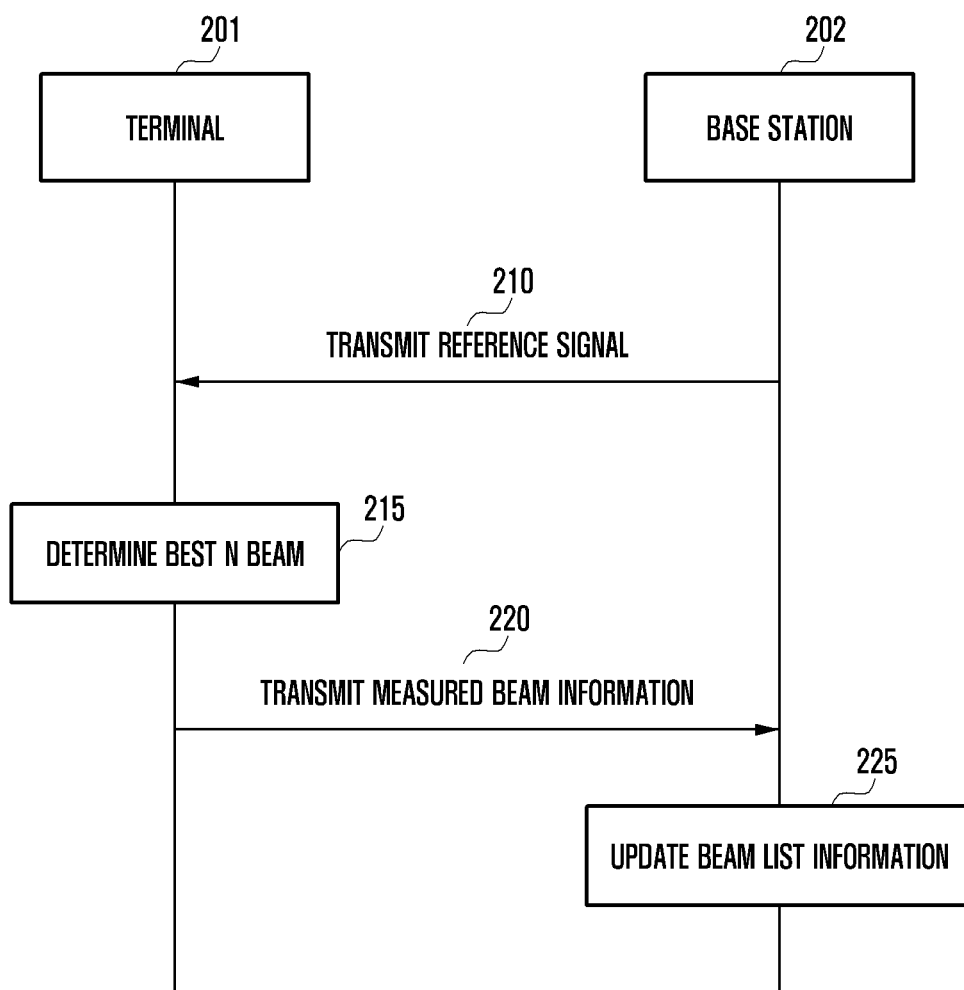 201
202
TERMINAL
BASE STATION
210
TRANSMIT REFERENCE SIGNAL
215
DETERMINE BEST N BEAM
220
TRANSMIT MEASURED BEAM INFORMATION
225
UPDATE BEAM LIST INFORMATION